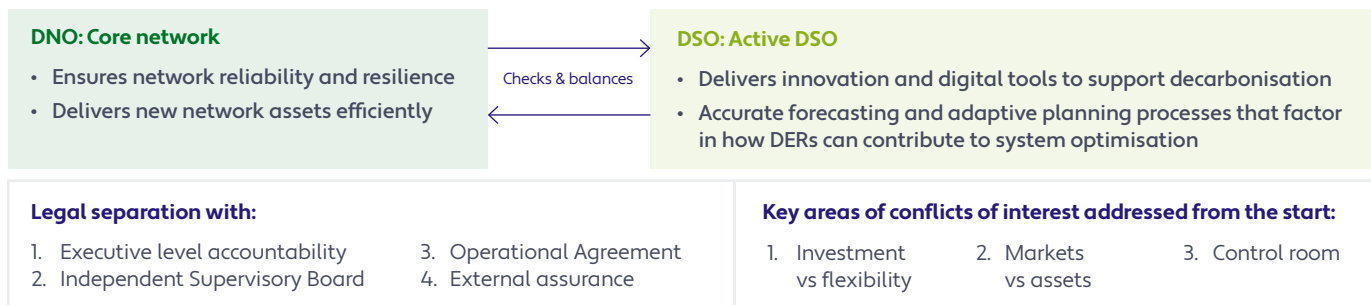 DNO: Core network
• Ensures network reliability and resilience
• Delivers new network assets efficiently
Checks & balances
DSO: Active DSO
• Delivers innovation and digital tools to support decarbonisation
• Accurate forecasting and adaptive planning processes that factor
in how DERs can contribute to system optimisation
Legal separation with:
1. Executive level accountability
2. Independent Supervisory Board
3. Operational Agreement
4. External assurance
Key areas of conflicts of interest addressed from the start:
1. Investment
vs flexibility
2. Markets
vs assets
3. Control room